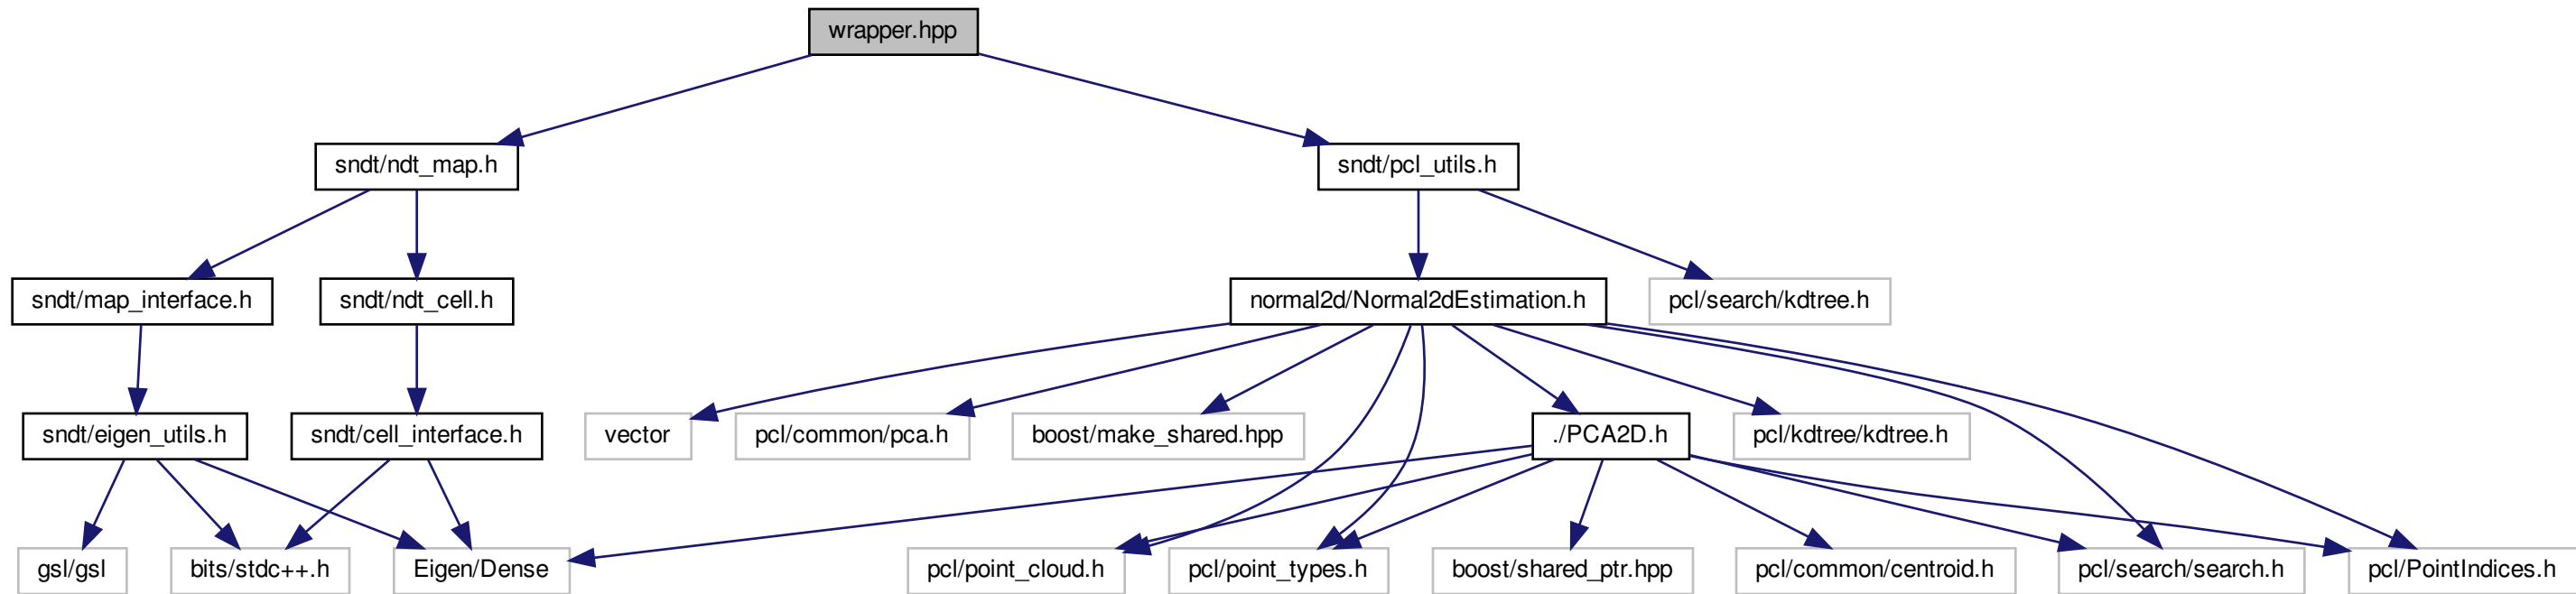 wrapper.hpp
sndt/ndt_map.h
sndt/pcl_utils.h
sndt/map_interface.h
sndt/ndt_cell.h
normal2d/Normal2dEstimation.h
pcl/search/kdtree.h
sndt/eigen_utils.h
sndt/cell_interface.h
vector
pcl/common/pca.h
boost/make_shared.hpp
./PCA2D.h
pcl/kdtree/kdtree.h
gsl/gsl
bits/stdc++.h
Eigen/Dense
pcl/point_cloud.h
pcl/point_types.h
boost/shared_ptr.hpp
pcl/common/centroid.h
pcl/search/search.h
pcl/PointIndices.h